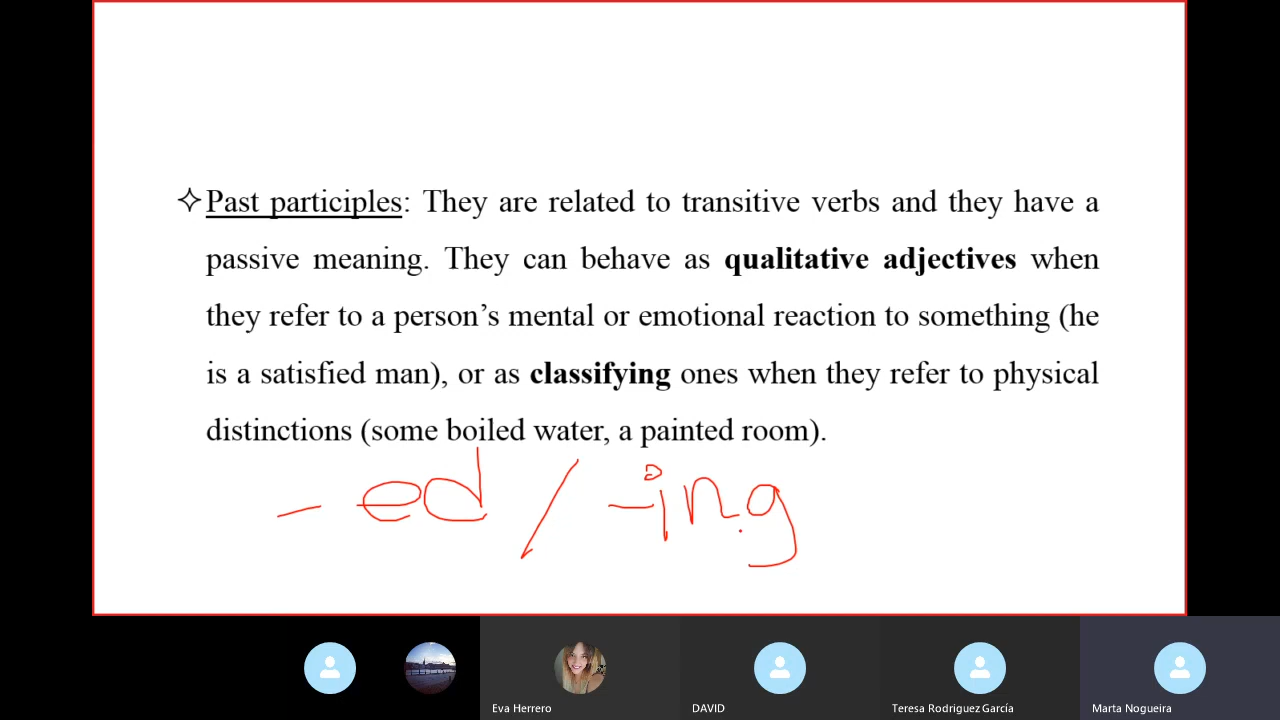 ✧Past participles: They are related to transitive verbs and they have a
passive meaning. They can behave as qualitative adjectives when
they refer to a person’s mental or emotional reaction to something (he
is a satisfied man), or as classifying ones when they refer to physical
distinctions (some boiled water, a painted room).
- ed / -ing
Eva Herrero
DAVID
Teresa Rodriguez García
Marta Nogueira